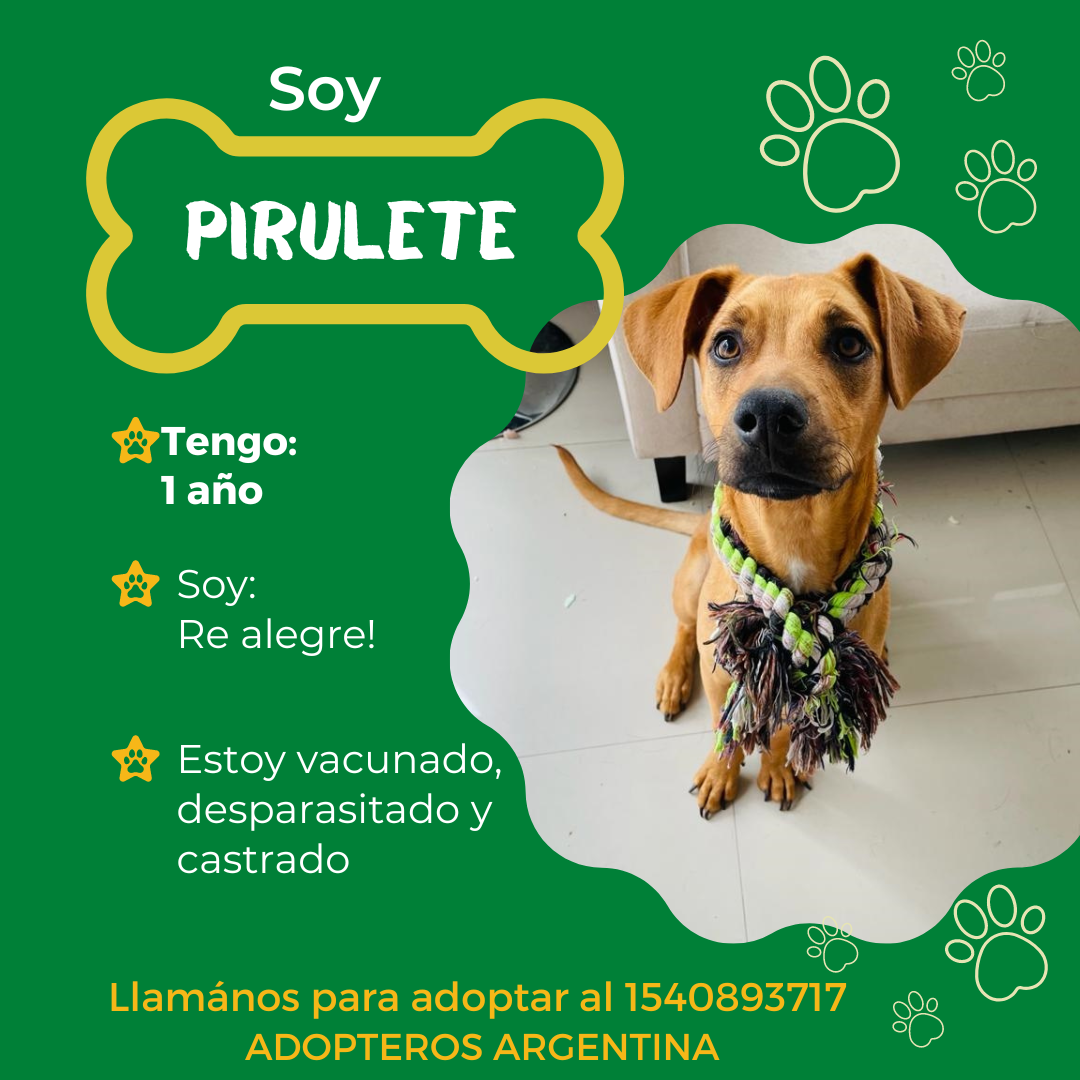 Soy
PIRULETE
Tengo:
1 año
Soy:
Re alegre!
Estoy vacunado,
desparasitado y
castrado
Llamános para adoptar al 1540893717
ADOPTEROS ARGENTINA